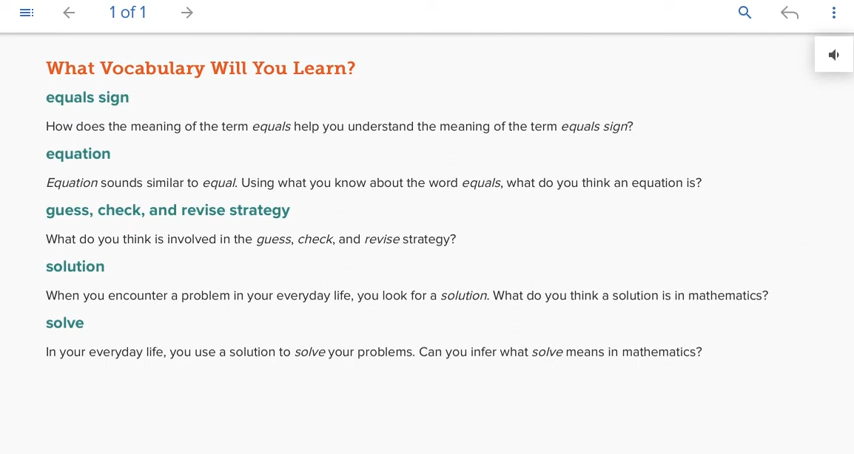 1 of 1
What Vocabulary Will You Learn?
equals sign
How does the meaning of the term equals help you understand the meaning of the term equals sign?
equation
Equation sounds similar to equal. Using what you know about the word equals, what do you think an equation is?
guess, check, and revise strategy
What do you think is involved in the guess, check, and revise strategy?
solution
When you encounter a problem in your everyday life, you look for a solution. What do you think a solution is in mathematics?
solve
In your everyday life, you use a solution to solve your problems. Can you infer what solve means in mathematics?